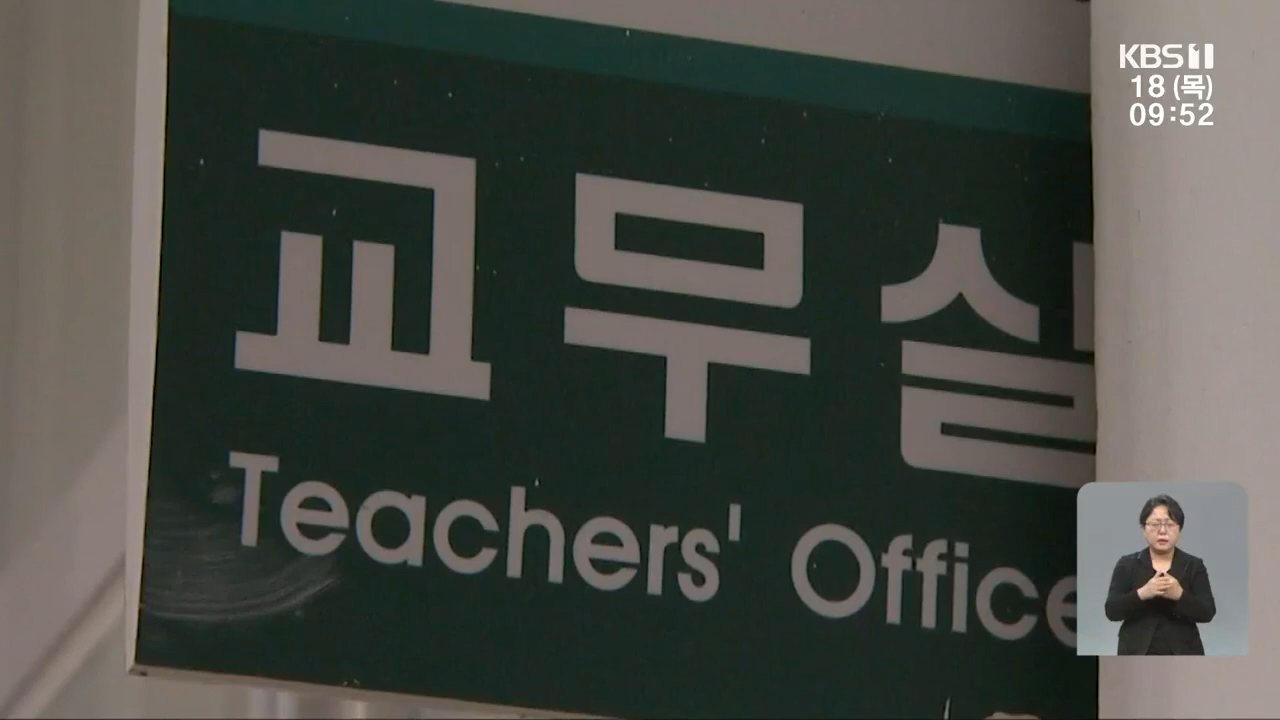 KBS 1
18 (목)
09:52
교무실
Teachers' Office